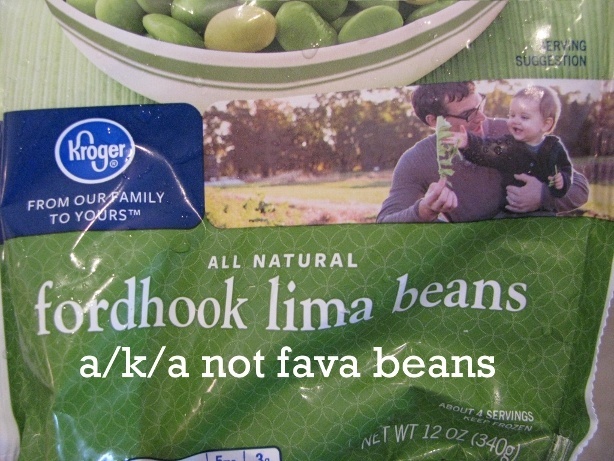 SERVING
SUGGESTION
Kroger®
FROM OUR FAMILY
TO YOURS™
ALL NATURAL
fordhook lima beans
a/k/a not fava beans
ABOUT 4 SERVINGS
KEEP FROZEN
NET WT 12 OZ (340g)